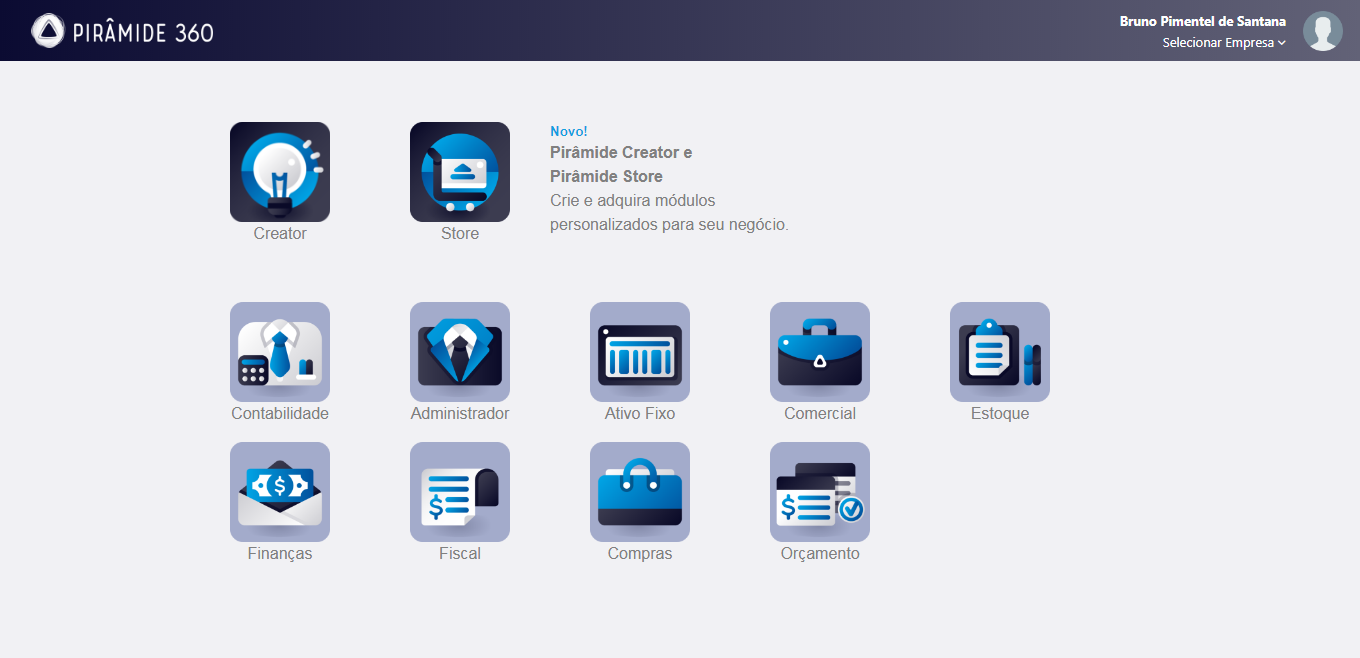 PIRÂMIDE 360
Bruno Pimentel de Santana
Selecionar Empresa
Novo!
Pirâmide Creator e
Pirâmide Store
Crie e adquira módulos
personalizados para seu negócio.
Creator
Store
Contabilidade
Administrador
Ativo Fixo
Comercial
Estoque
Finanças
Fiscal
Compras
Orçamento